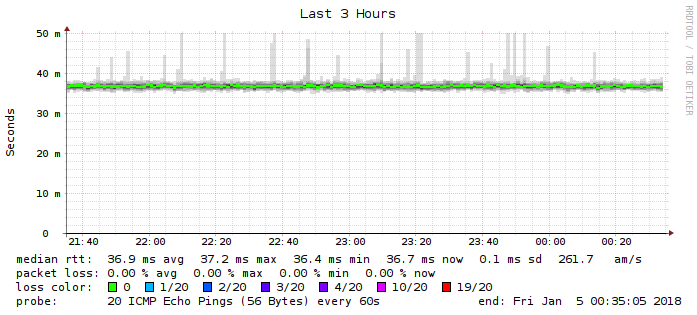 Last 3 Hours
RRDTOOL / TOBI OETIKER
Seconds
50 m
40 m
30 m
20 m
10 m
0
21:40 22:00 22:20 22:40 23:00 23:20 23:40 00:00 00:20
median rtt: 36.9 ms avg 37.2 ms max 36.4 ms min 36.7 ms now 0.1 ms sd 261.7 am/s
packet loss: 0.00 % avg 0.00 % max 0.00 % min 0.00 % now
loss color: 0 1/20 2/20 3/20 4/20 10/20 19/20
probe: 20 ICMP Echo Pings (56 Bytes) every 60s end: Fri Jan 5 00:35:05 2018